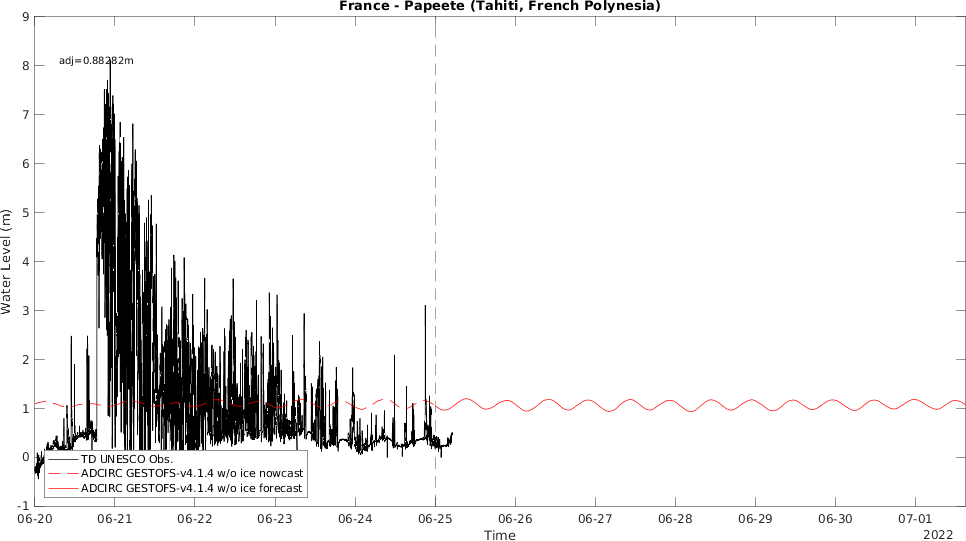 France - Papeete (Tahiti, French Polynesia)
adj=0.88282m
Water Level (m)
9
8
7
6
5
4
3
2
1
0
-1
TD UNESCO Obs.
ADCIRC GESTOFS-v4.1.4 w/o ice nowcast
ADCIRC GESTOFS-v4.1.4 w/o ice forecast
06-20 06-21 06-22 06-23 06-24 06-25 06-26 06-27 06-28 06-29 06-30 07-01
Time
2022